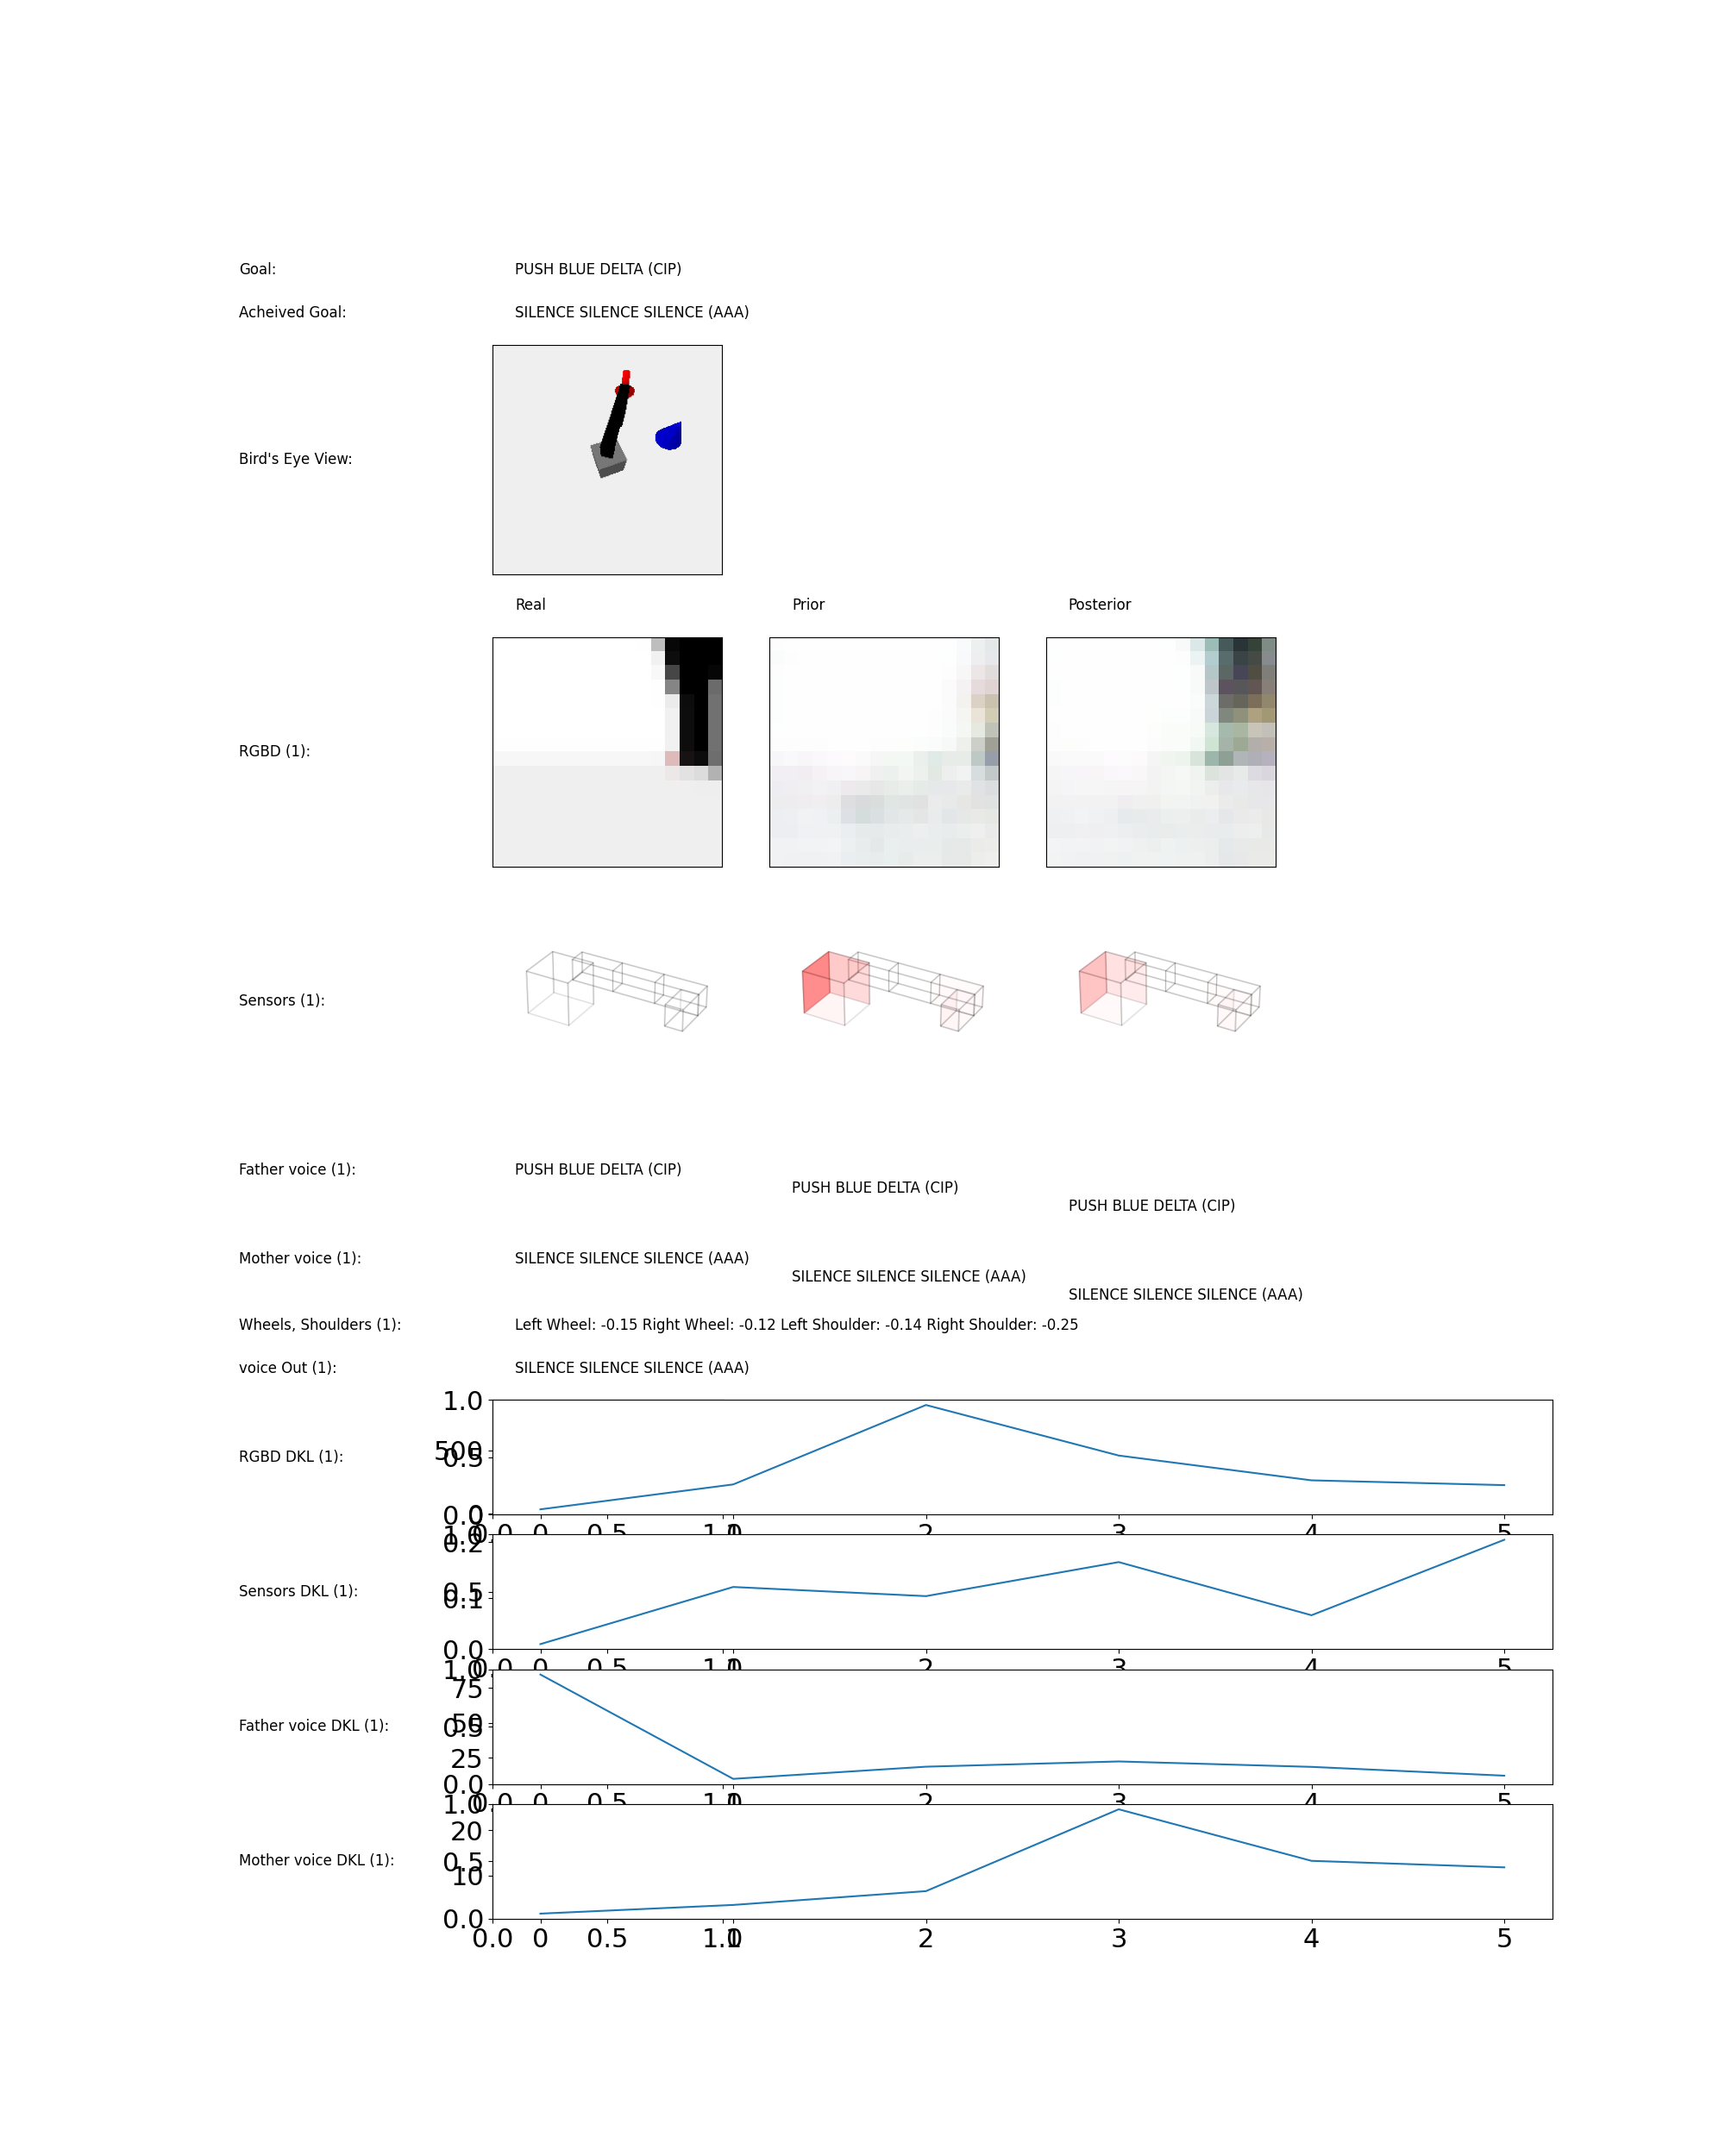 Goal: PUSH BLUE DELTA (CIP)
Acheived Goal: SILENCE SILENCE SILENCE (AAA)
Bird's Eye View:
Real Prior Posterior
RGBD (1):
Sensors (1):
Father voice (1): PUSH BLUE DELTA (CIP)
PUSH BLUE DELTA (CIP)
PUSH BLUE DELTA (CIP)
Mother voice (1): SILENCE SILENCE SILENCE (AAA)
SILENCE SILENCE SILENCE (AAA)
SILENCE SILENCE SILENCE (AAA)
Wheels, Shoulders (1): Left Wheel: -0.15 Right Wheel: -0.12 Left Shoulder: -0.14 Right Shoulder: -0.25
voice Out (1): SILENCE SILENCE SILENCE (AAA)
1.0
500
RGBD DKL (1): 0.5
0.0 0
0.0 0 0.5 1.0 1 2 3 4 5
1.0
0.2
Sensors DKL (1): 0.5
0.1
0.0
0.0 0 0.5 1.0 1 2 3 4 5
1.0
75
50
Father voice DKL (1): 0.5
25
0.0
0.0 0 0.5 1.0 1 2 3 4 5
1.0
20
Mother voice DKL (1): 0.5
10
0.0
0.0 0 0.5 1.0 1 2 3 4 5